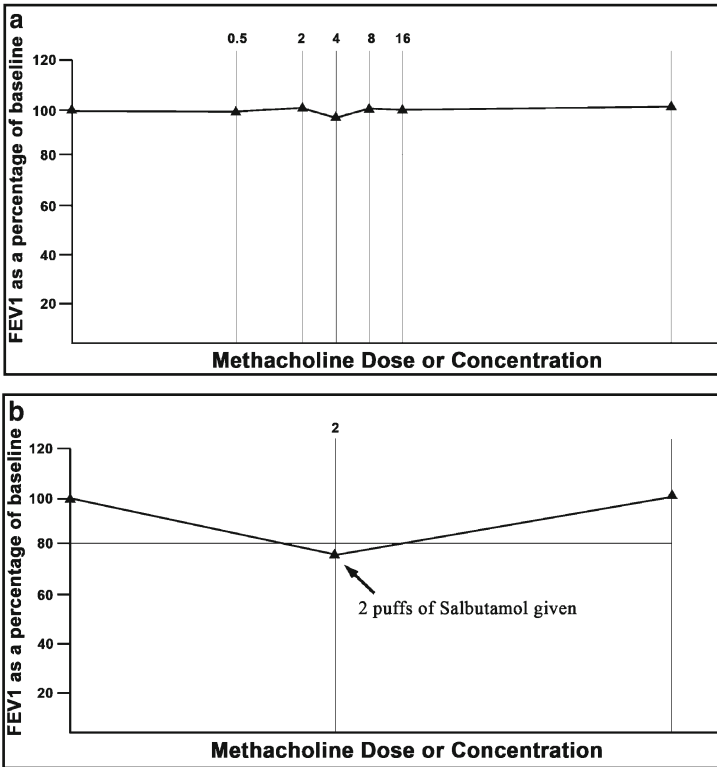 a
0.5 2 4 8 16
FEV1 as a percentage of baseline
120
100
80
60
40
20
Methacholine Dose or Concentration
b
2
FEV1 as a percentage of baseline
120
100
80
60
40
20
2 puffs of Salbutamol given
Methacholine Dose or Concentration